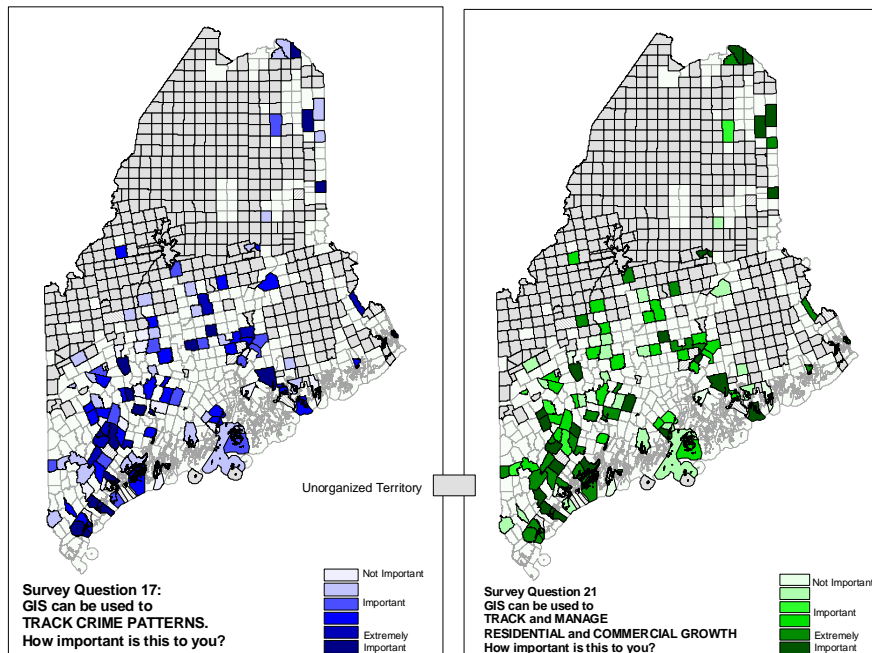 Unorganized Territory
Survey Question 17:
GIS can be used to
TRACK CRIME PATTERNS.
How important is this to you?
Not Important
Important
Extremely
Important
Survey Question 21
GIS can be used to
TRACK and MANAGE
RESIDENTIAL and COMMERCIAL GROWTH
How important is this to you?
Not Important
Important
Extremely
Important